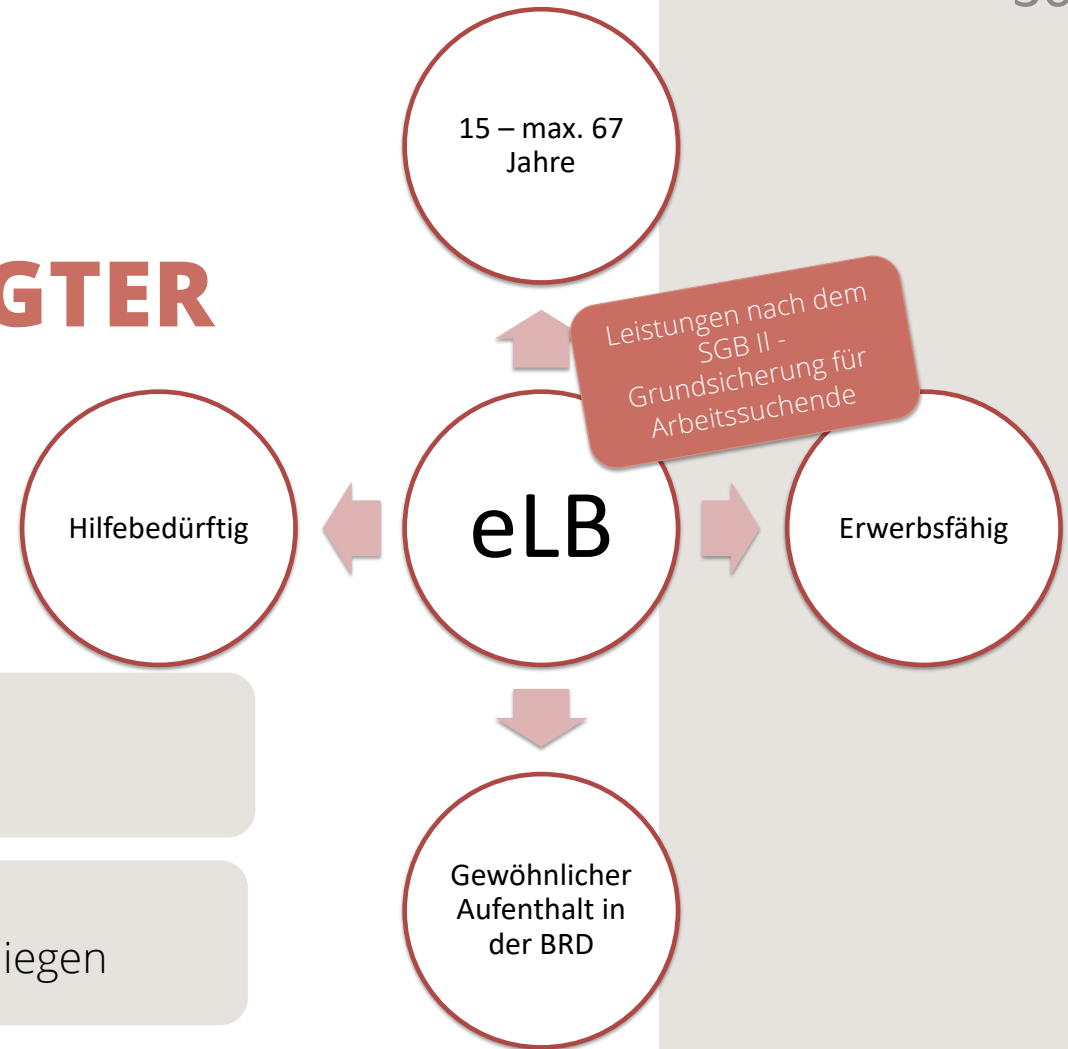 15 – max. 67
Jahre
GTER
Leistungen nach dem
SGB II -
Grundsicherung für
Arbeitssuchende
Hilfebedürftig
eLB
Erwerbsfähig
Gewöhnlicher
Aufenthalt in
der BRD
iegen